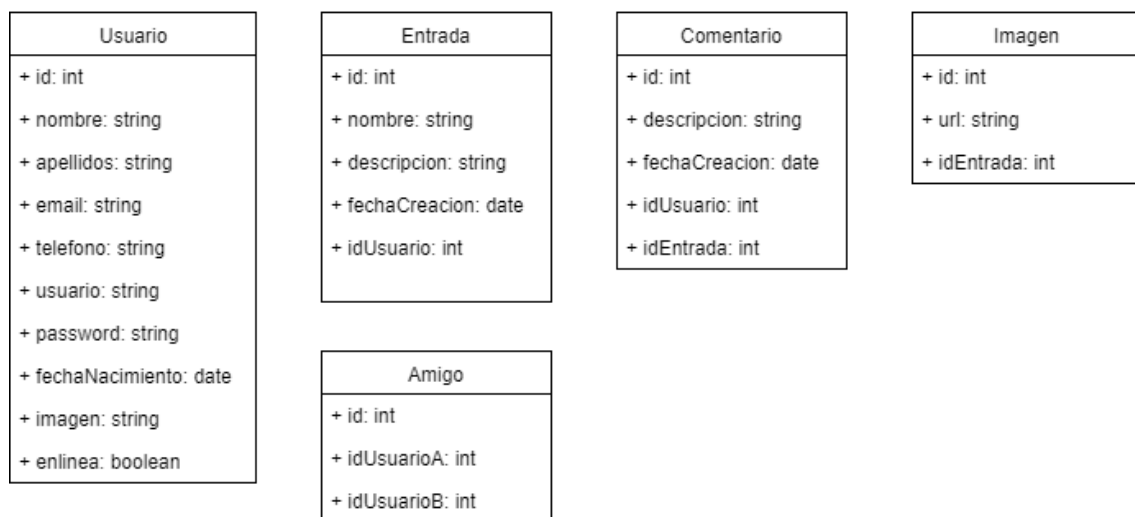 Usuario
+ id: int
+ nombre: string
+ apellidos: string
+ email: string
+ telefono: string
+ usuario: string
+ password: string
+ fechaNacimiento: date
+ imagen: string
+ enlinea: boolean
Entrada
+ id: int
+ nombre: string
+ descripcion: string
+ fechaCreacion: date
+ idUsuario: int
Comentario
+ id: int
+ descripcion: string
+ fechaCreacion: date
+ idUsuario: int
+ idEntrada: int
Imagen
+ id: int
+ url: string
+ idEntrada: int
Amigo
+ id: int
+ idUsuarioA: int
+ idUsuarioB: int